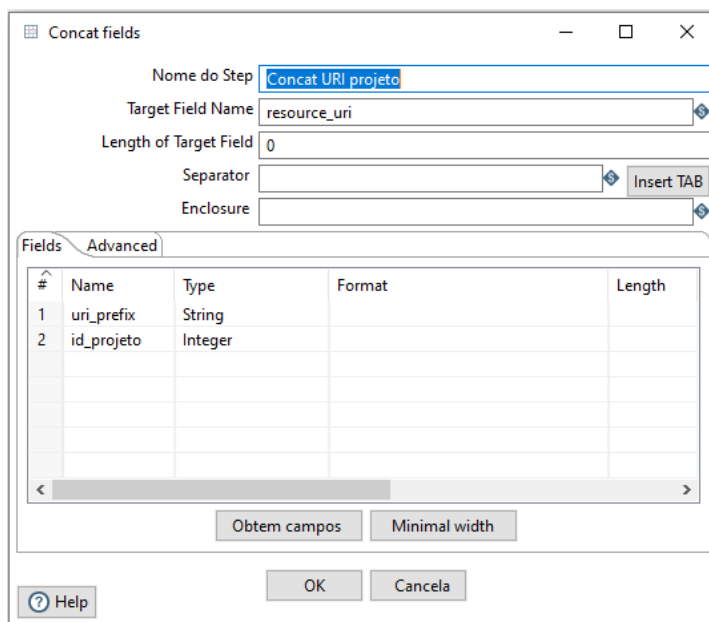 Concat fields
Nome do Step Concat URI projeto
Target Field Name resource_uri
Length of Target Field 0
Separator Insert TAB
Enclosure
Fields Advanced
# Name Type Format Length
1 uri_prefix String
2 id_projeto Integer
Obtem campos Minimal width
OK Cancela
Help